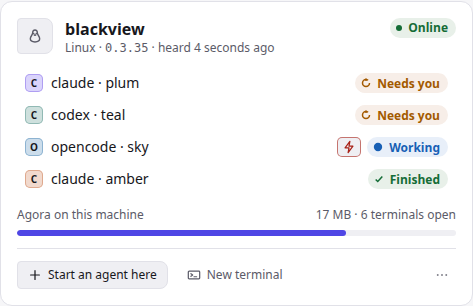 blackview
Online
Linux · 0.3.35 · heard 4 seconds ago
C claude · plum Needs you
C codex · teal Needs you
O opencode · sky Working
C claude · amber Finished
Agora on this machine 17 MB · 6 terminals open
+ Start an agent here New terminal ...